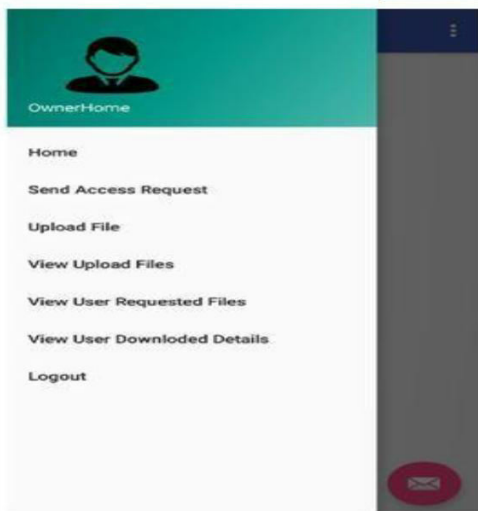 OwnerHome
Home
Send Access Request
Upload File
View Upload Files
View User Requested Files
View User Downloded Details
Logout